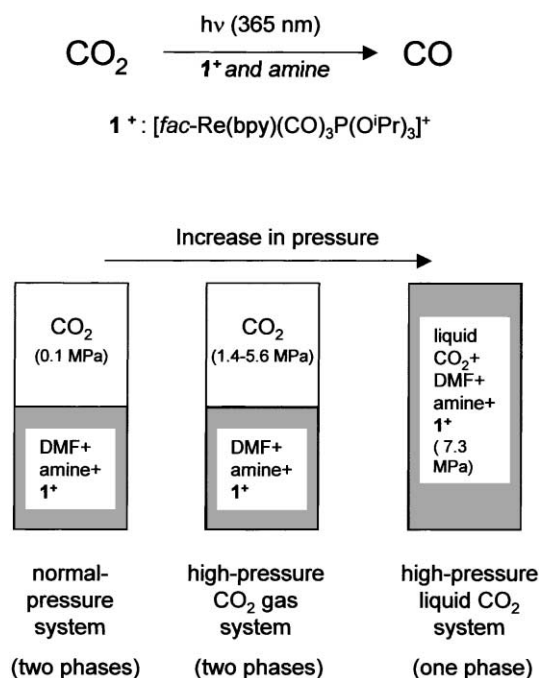 hν (365 nm)
CO₂ CO
1⁺ and amine
1⁺ : [fac-Re(bpy)(CO)₃P(OⁱPr)₃]⁺
Increase in pressure
CO₂
(0.1 MPa)
DMF+
amine+
1⁺
normal-
pressure
system
(two phases)
CO₂
(1.4-5.6 MPa)
DMF+
amine+
1⁺
high-pressure
CO₂ gas
system
(two phases)
liquid
CO₂+
DMF+
amine+
1⁺
( 7.3
MPa)
high-pressure
liquid CO₂
system
(one phase)